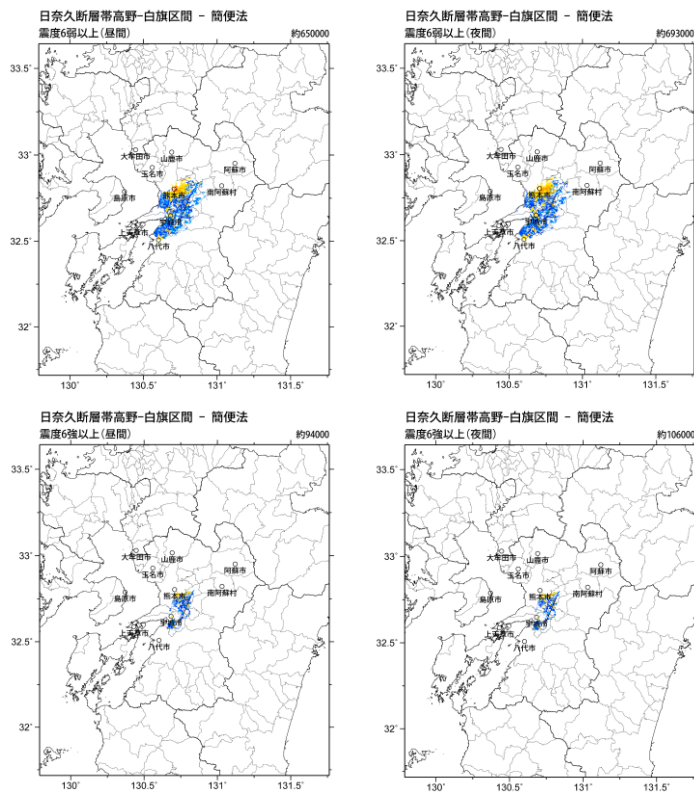 日奈久断層帯高野-白旗区間 - 簡便法
震度6弱以上(昼間) 約650000
33.5°
33°
32.5°
32°
130° 130.5° 131° 131.5°
大牟田市
山鹿市
玉名市
阿蘇市
島原市
熊本市
南阿蘇村
宇城市
上天草市
八代市
日奈久断層帯高野-白旗区間 - 簡便法
震度6弱以上(夜間) 約693000
33.5°
33°
32.5°
32°
130° 130.5° 131° 131.5°
大牟田市
山鹿市
玉名市
阿蘇市
島原市
熊本市
南阿蘇村
宇城市
上天草市
八代市
日奈久断層帯高野-白旗区間 - 簡便法
震度6強以上(昼間) 約94000
33.5°
33°
32.5°
32°
130° 130.5° 131° 131.5°
大牟田市
山鹿市
玉名市
阿蘇市
島原市
熊本市
南阿蘇村
宇城市
上天草市
八代市
日奈久断層帯高野-白旗区間 - 簡便法
震度6強以上(夜間) 約106000
33.5°
33°
32.5°
32°
130° 130.5° 131° 131.5°
大牟田市
山鹿市
玉名市
阿蘇市
島原市
熊本市
南阿蘇村
宇城市
上天草市
八代市